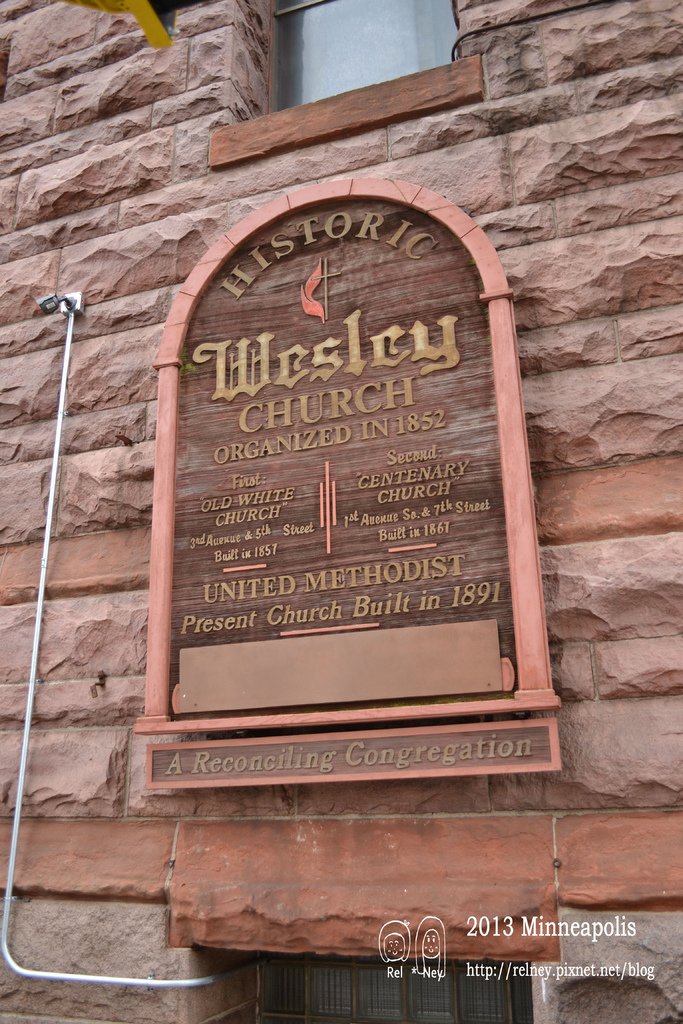 HISTORIC
Wesley
CHURCH
ORGANIZED IN 1852
First:
"OLD WHITE
CHURCH"
3rd Avenue & 5th Street
Built in 1857
Second:
"CENTENARY
CHURCH"
1st Avenue So. & 7th Street
Built in 1867
UNITED METHODIST
Present Church Built in 1891
A Reconciling Congregation
2013 Minneapolis
Rel * Ney
http://relney.pixnet.net/blog